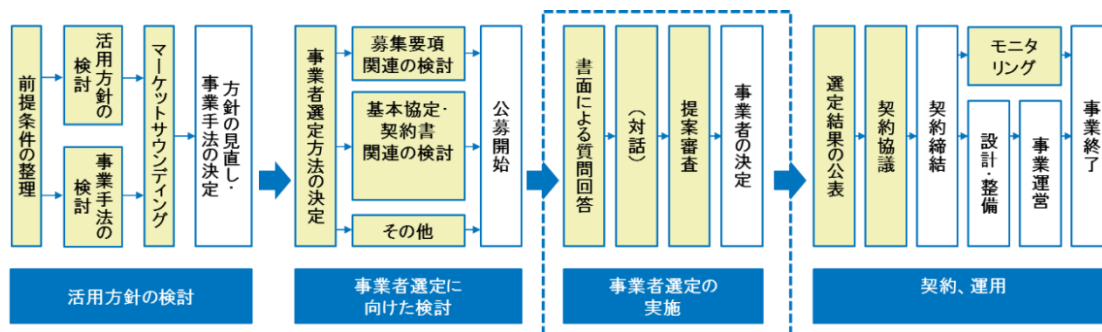 前提条件の整理
活用方針の
検討
事業手法の
検討
マーケットサウンディング
方針の見直し・
事業手法の決定
活用方針の検討
事業者選定方法の決定
募集要項
関連の検討
基本協定・
契約書
関連の検討
その他
公募開始
事業者選定に
向けた検討
書面による質問回答
（対話）
提案審査
事業者の決定
事業者選定の
実施
選定結果の公表
契約協議
契約締結
モニタ
リング
設計・整備
事業運営
事業終了
契約、運用